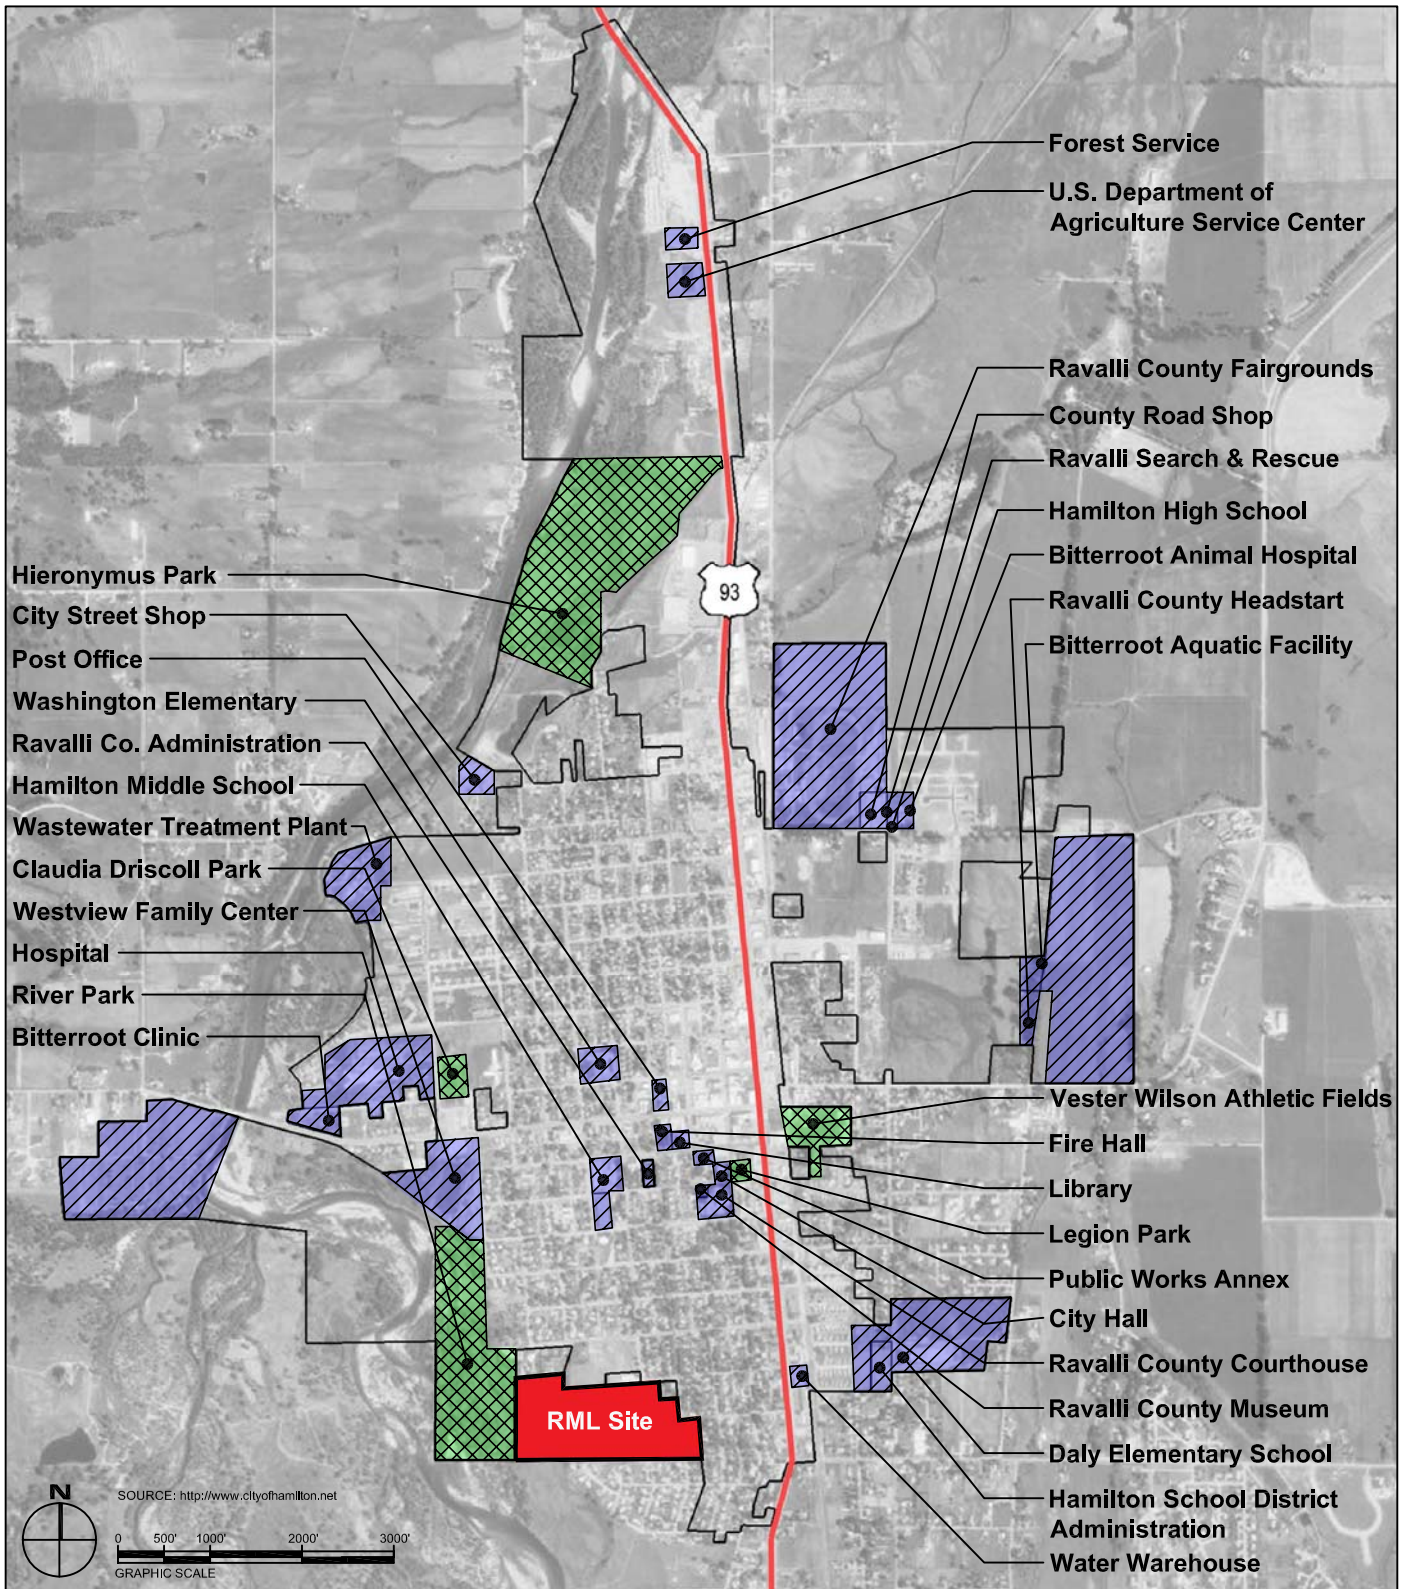 Forest Service
U.S. Department of
Agriculture Service Center
Ravalli County Fairgrounds
County Road Shop
Ravalli Search & Rescue
Hamilton High School
Bitterroot Animal Hospital
Ravalli County Headstart
Bitterroot Aquatic Facility
93
Hieronymus Park
City Street Shop
Post Office
Washington Elementary
Ravalli Co. Administration
Hamilton Middle School
Wastewater Treatment Plant
Claudia Driscoll Park
Westview Family Center
Hospital
River Park
Bitterroot Clinic
Vester Wilson Athletic Fields
Fire Hall
Library
Legion Park
Public Works Annex
City Hall
Ravalli County Courthouse
Ravalli County Museum
Daly Elementary School
Hamilton School District
Administration
Water Warehouse
RML Site
N
SOURCE: http://www.cityofhamilton.net
0 500' 1000' 2000' 3000'
GRAPHIC SCALE